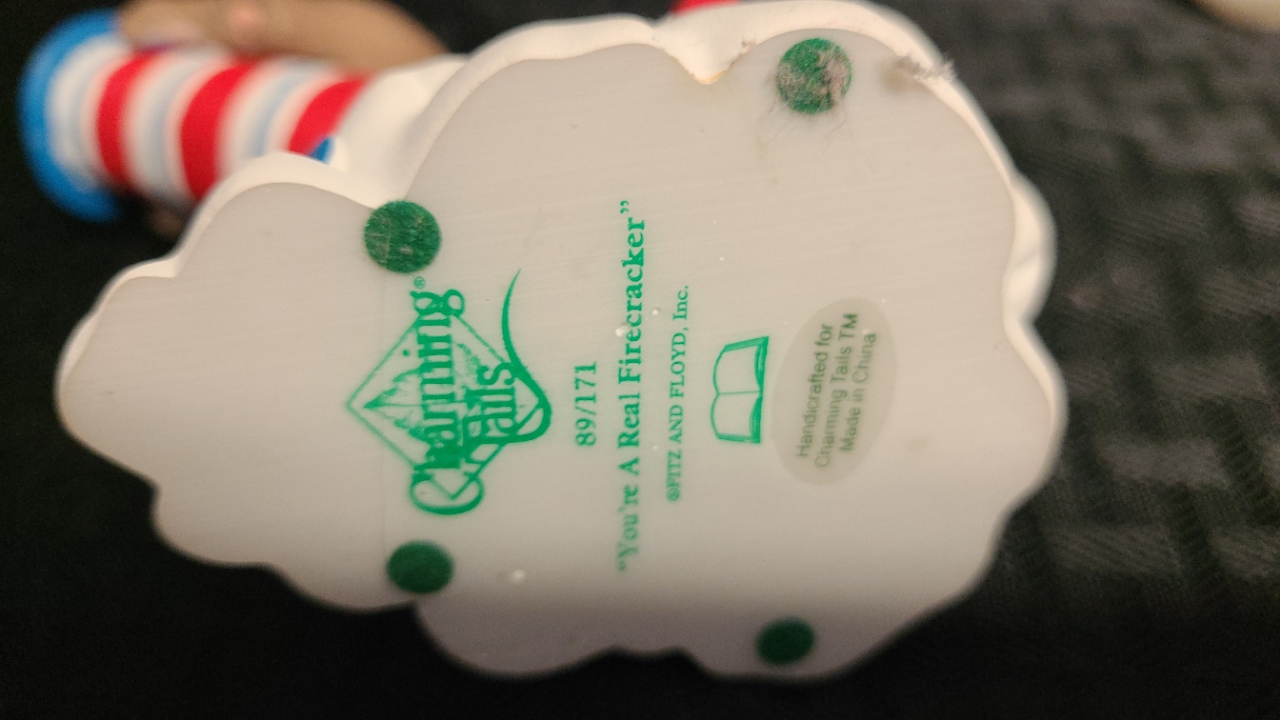 Charming®
Tails
89/171
“You're A Real Firecracker”
©FITZ AND FLOYD, Inc.
Handicrafted for
Charming Tails TM
Made in China